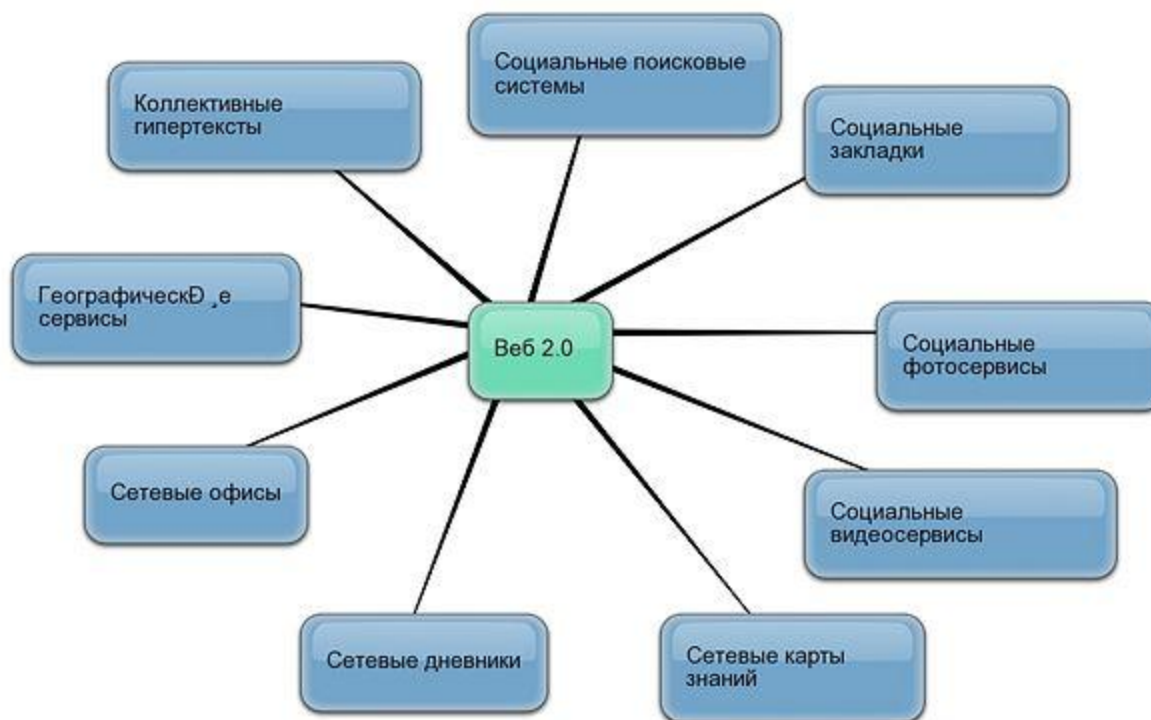 Социальные поисковые
системы
Коллективные
гипертексты
Социальные
закладки
ГеографическÐ¸е
сервисы
Веб 2.0
Социальные
фотосервисы
Сетевые офисы
Социальные
видеосервисы
Сетевые дневники
Сетевые карты
знаний